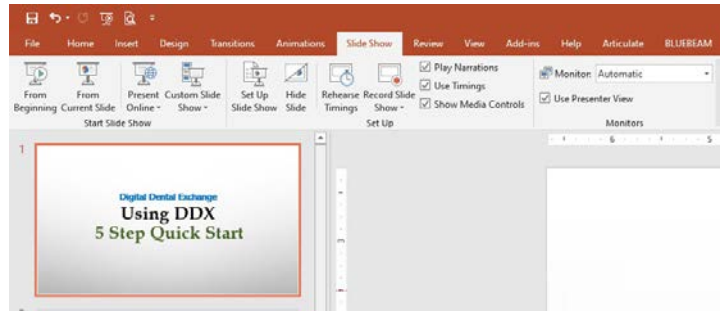 File Home Insert Design Transitions Animations Slide Show Review View Add-ins Help Articulate BLUEBEAM
From Beginning
From Current Slide
Present Online
Custom Slide Show
Start Slide Show
Set Up Slide Show
Hide Slide
Rehearse Timings
Record Slide Show
Play Narrations
Use Timings
Show Media Controls
Set Up
Monitor: Automatic
Use Presenter View
Monitors
1
6 5
Digital Dental Exchange
Using DDX
5 Step Quick Start